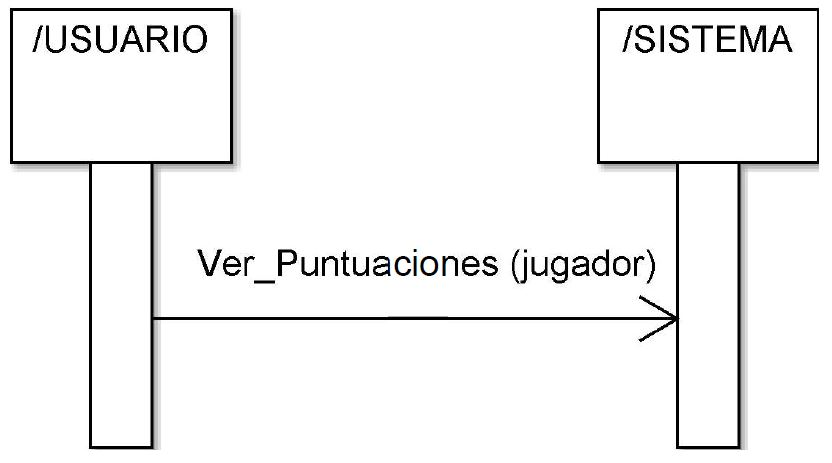 /USUARIO
/SISTEMA
Ver_Puntuaciones (jugador)